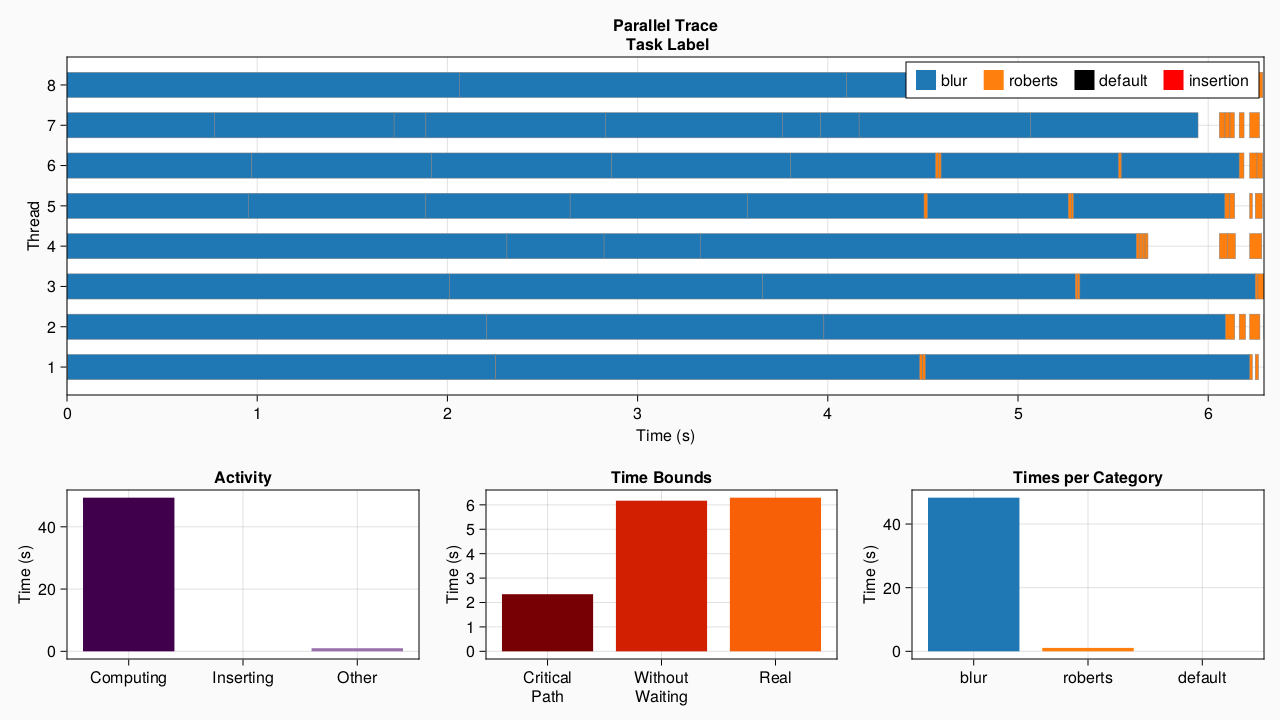 Parallel Trace
Task Label
blur roberts default insertion
Thread
8
7
6
5
4
3
2
1
0 1 2 3 4 5 6
Time (s)
Activity
Time (s)
40
20
0
Computing Inserting Other
Time Bounds
Time (s)
6
5
4
3
2
1
0
Critical Path
Without Waiting
Real
Times per Category
Time (s)
40
20
0
blur roberts default